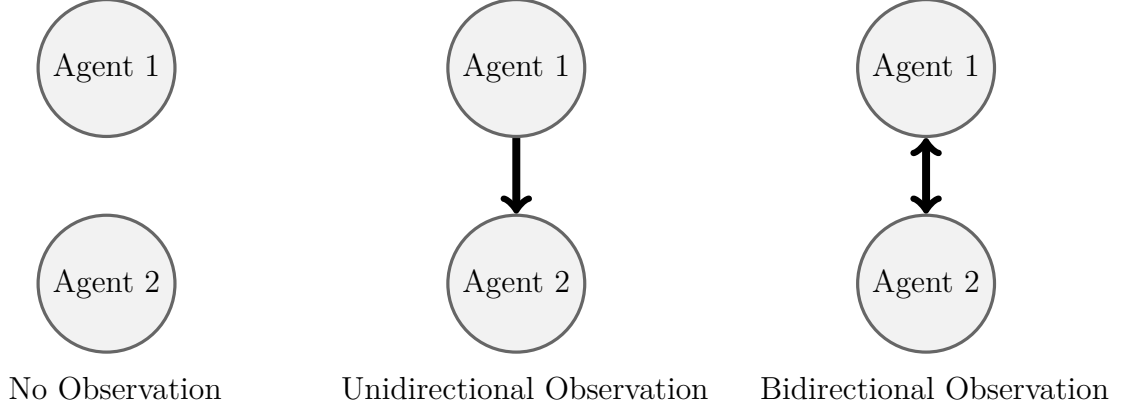 Agent 1
Agent 2
No Observation
Agent 1
Agent 2
Unidirectional Observation
Agent 1
Agent 2
Bidirectional Observation